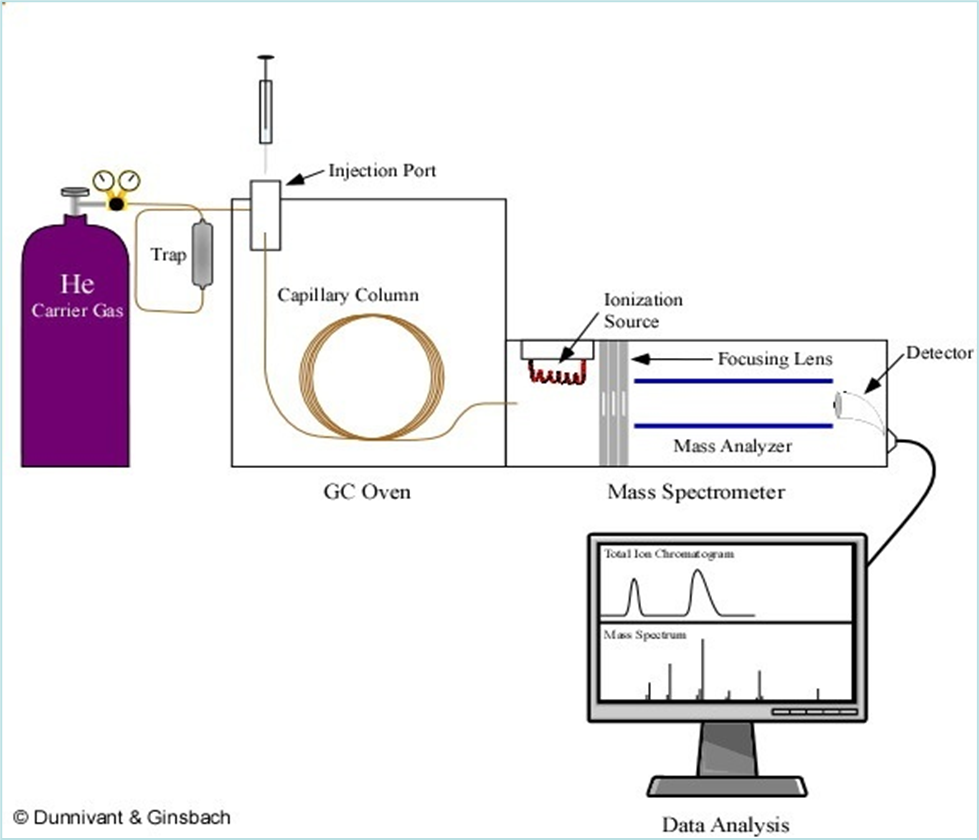 Injection Port
Trap
He
Carrier Gas
Capillary Column
Ionization
Source
Focusing Lens
Detector
Mass Analyzer
GC Oven
Mass Spectrometer
Total Ion Chromatogram
Mass Spectrum
© Dunnivant & Ginsbach
Data Analysis